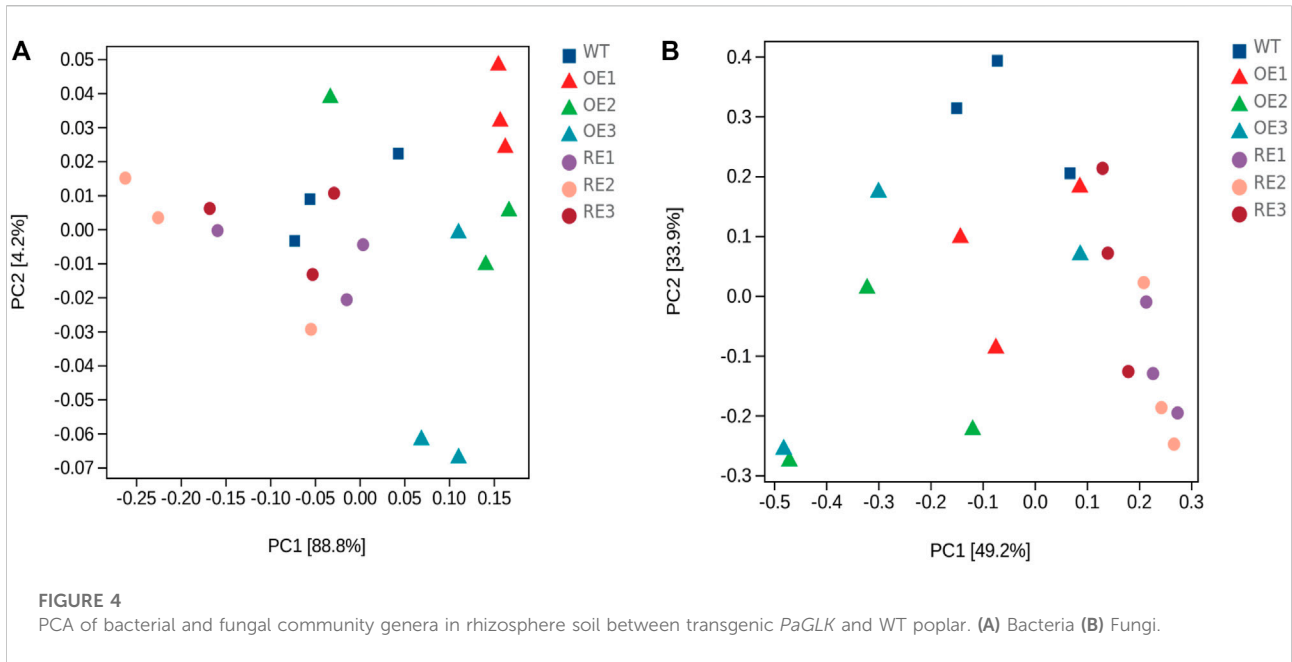 A
0.05
0.04
0.03
0.02
0.01
0.00
-0.01
-0.02
-0.03
-0.04
-0.05
-0.06
-0.07
PC2 [4.2%]
-0.25 -0.20 -0.15 -0.10 -0.05 0.00 0.05 0.10 0.15
PC1 [88.8%]
WT
OE1
OE2
OE3
RE1
RE2
RE3
B
0.4
0.3
0.2
0.1
0.0
-0.1
-0.2
-0.3
PC2 [33.9%]
-0.5 -0.4 -0.3 -0.2 -0.1 0.0 0.1 0.2 0.3
PC1 [49.2%]
WT
OE1
OE2
OE3
RE1
RE2
RE3
FIGURE 4
PCA of bacterial and fungal community genera in rhizosphere soil between transgenic PaGLK and WT poplar. (A) Bacteria (B) Fungi.